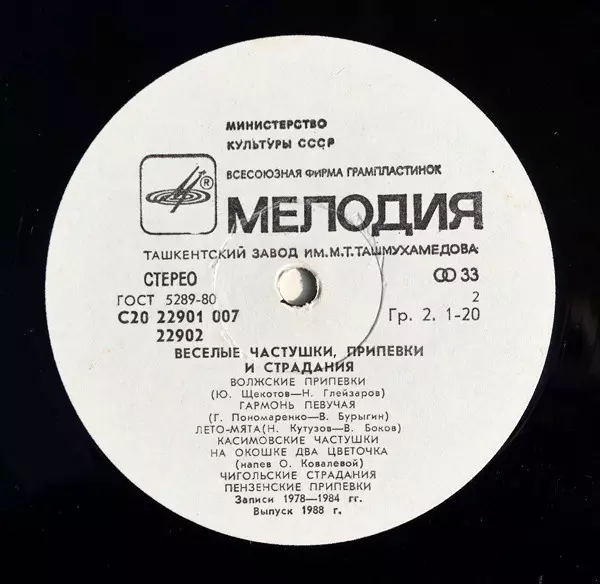 МИНИСТЕРСТВО
КУЛЬТУРЫ СССР
ВСЕСОЮЗНАЯ ФИРМА ГРАМПЛАСТИНОК
®
МЕЛОДИЯ
ТАШКЕНТСКИЙ ЗАВОД ИМ.М.Т.ТАШМУХАМЕДОВА
СТЕРЕО 33
ГОСТ 5289-80 2
С20 22901 007 Гр. 2. 1-20
22902
ВЕСЕЛЫЕ ЧАСТУШКИ, ПРИПЕВКИ
И СТРАДАНИЯ
ВОЛЖСКИЕ ПРИПЕВКИ
(Ю. Щекотов—Н. Глейзаров)
ГАРМОНЬ ПЕВУЧАЯ
(Г. Пономаренко—В. Бурыгин)
ЛЕТО-МЯТА(Н. Кутузов—В. Боков)
КАСИМОВСКИЕ ЧАСТУШКИ
НА ОКОШКЕ ДВА ЦВЕТОЧКА
(напев О. Ковалевой)
ЧИГОЛЬСКИЕ СТРАДАНИЯ
ПЕНЗЕНСКИЕ ПРИПЕВКИ
Записи 1978—1984 гг.
Выпуск 1988 г.